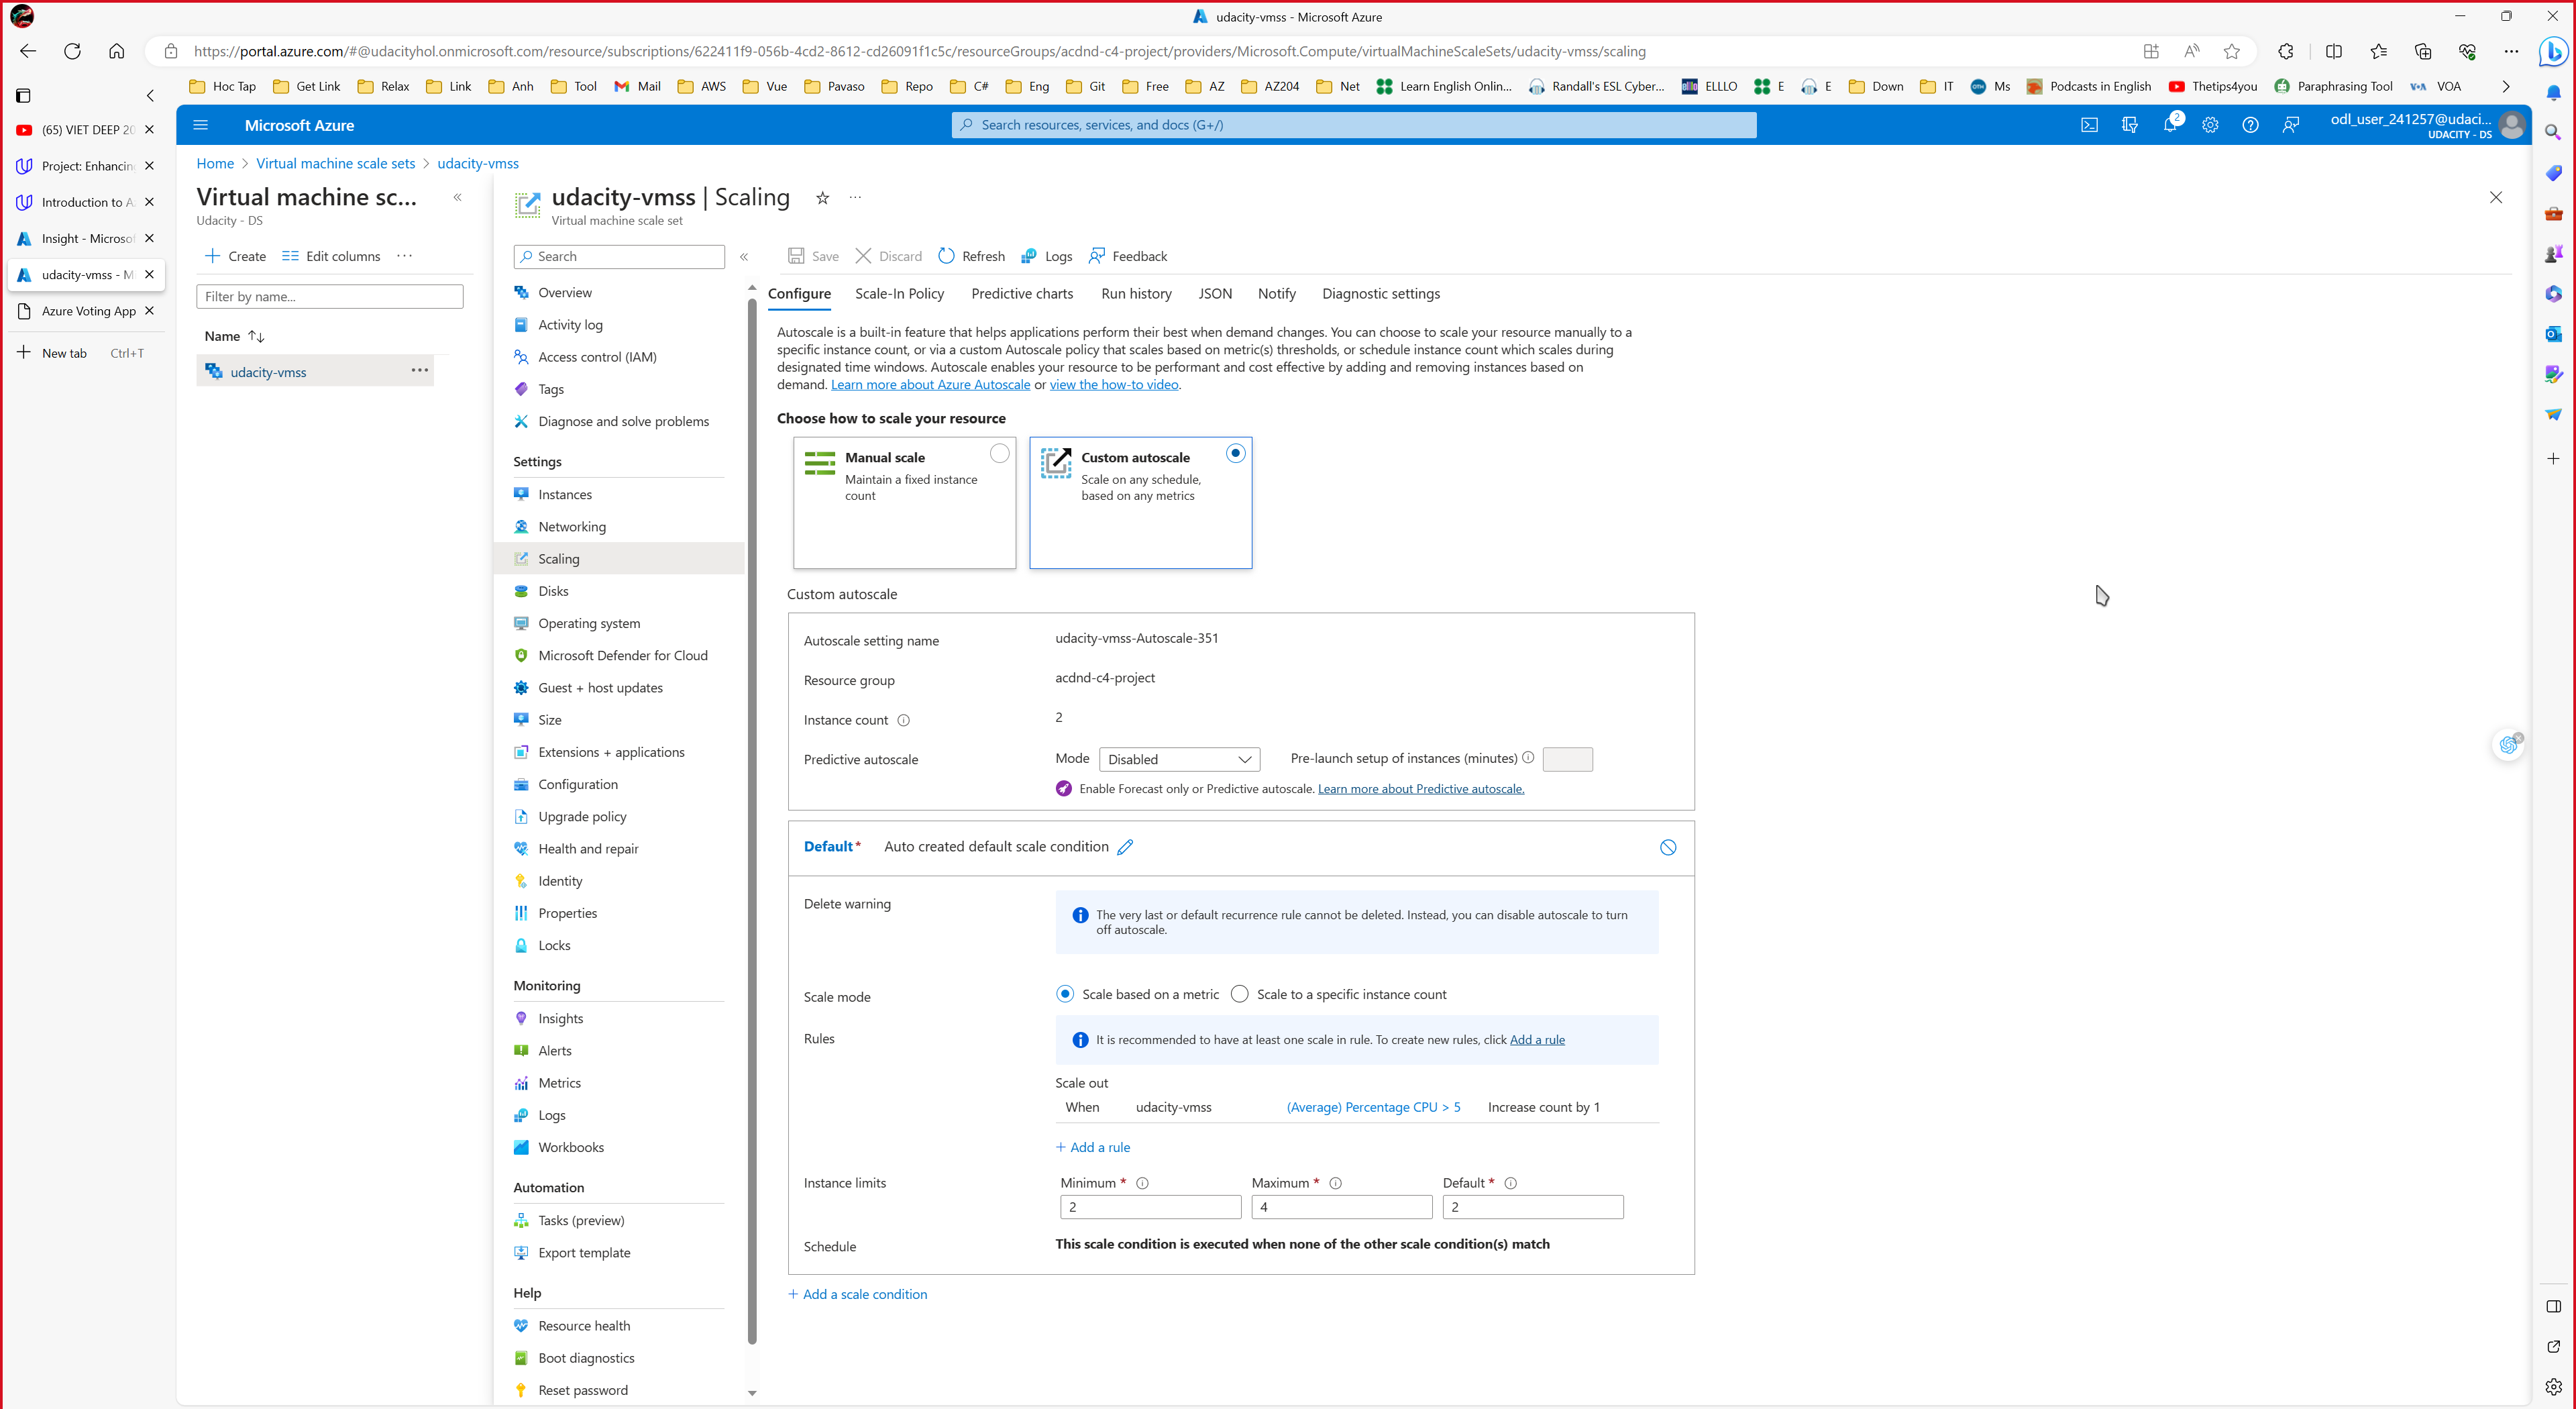 udacity-vmss - Microsoft Azure
https://portal.azure.com/#@udacityhol.onmicrosoft.com/resource/subscriptions/622411f9-056b-4cd2-8612-cd26091f1c5c/resourceGroups/acdnd-c4-project/providers/Microsoft.Compute/virtualMachineScaleSets/udacity-vmss/scaling
Hoc Tap Get Link Relax Link Anh Tool Mail AWS Vue Pavaso Repo C# Eng Git Free AZ AZ204 Net Learn English Onlin... Randall's ESL Cyber... ELLLO E E Down IT Ms Podcasts in English Thetips4you Paraphrasing Tool VOA
(65) VIET DEEP 20
Project: Enhancin
Introduction to A
Insight - Microso
udacity-vmss - M
Azure Voting App
New tab Ctrl+T
Microsoft Azure
Search resources, services, and docs (G+/)
2
odl_user_241257@udaci...
UDACITY - DS
Home > Virtual machine scale sets > udacity-vmss
Virtual machine sc...
Udacity - DS
Create Edit columns
Filter by name...
Name
udacity-vmss
udacity-vmss | Scaling
Virtual machine scale set
Search
Overview
Activity log
Access control (IAM)
Tags
Diagnose and solve problems
Settings
Instances
Networking
Scaling
Disks
Operating system
Microsoft Defender for Cloud
Guest + host updates
Size
Extensions + applications
Configuration
Upgrade policy
Health and repair
Identity
Properties
Locks
Monitoring
Insights
Alerts
Metrics
Logs
Workbooks
Automation
Tasks (preview)
Export template
Help
Resource health
Boot diagnostics
Reset password
Save Discard Refresh Logs Feedback
Configure Scale-In Policy Predictive charts Run history JSON Notify Diagnostic settings
Autoscale is a built-in feature that helps applications perform their best when demand changes. You can choose to scale your resource manually to a
specific instance count, or via a custom Autoscale policy that scales based on metric(s) thresholds, or schedule instance count which scales during
designated time windows. Autoscale enables your resource to be performant and cost effective by adding and removing instances based on
demand. Learn more about Azure Autoscale or view the how-to video.
Choose how to scale your resource
Manual scale
Maintain a fixed instance
count
Custom autoscale
Scale on any schedule,
based on any metrics
Custom autoscale
Autoscale setting name udacity-vmss-Autoscale-351
Resource group acdnd-c4-project
Instance count 2
Predictive autoscale Mode Disabled Pre-launch setup of instances (minutes)
Enable Forecast only or Predictive autoscale. Learn more about Predictive autoscale.
Default* Auto created default scale condition
Delete warning
The very last or default recurrence rule cannot be deleted. Instead, you can disable autoscale to turn
off autoscale.
Scale mode Scale based on a metric Scale to a specific instance count
Rules It is recommended to have at least one scale in rule. To create new rules, click Add a rule
Scale out
When udacity-vmss (Average) Percentage CPU > 5 Increase count by 1
+ Add a rule
Instance limits Minimum * Maximum * Default *
2 4 2
Schedule This scale condition is executed when none of the other scale condition(s) match
+ Add a scale condition